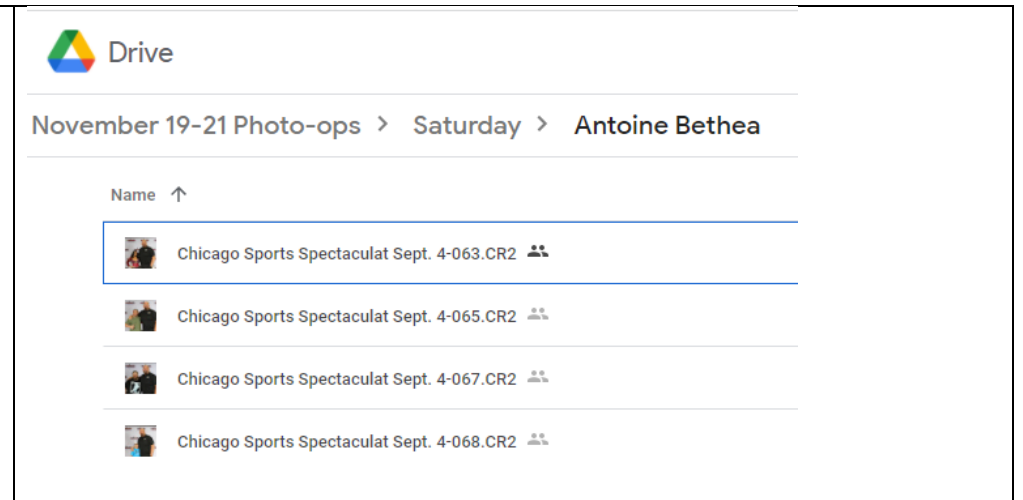 Drive
November 19-21 Photo-ops > Saturday > Antoine Bethea
Name ↑
Chicago Sports Spectaculat Sept. 4-063.CR2
Chicago Sports Spectaculat Sept. 4-065.CR2
Chicago Sports Spectaculat Sept. 4-067.CR2
Chicago Sports Spectaculat Sept. 4-068.CR2